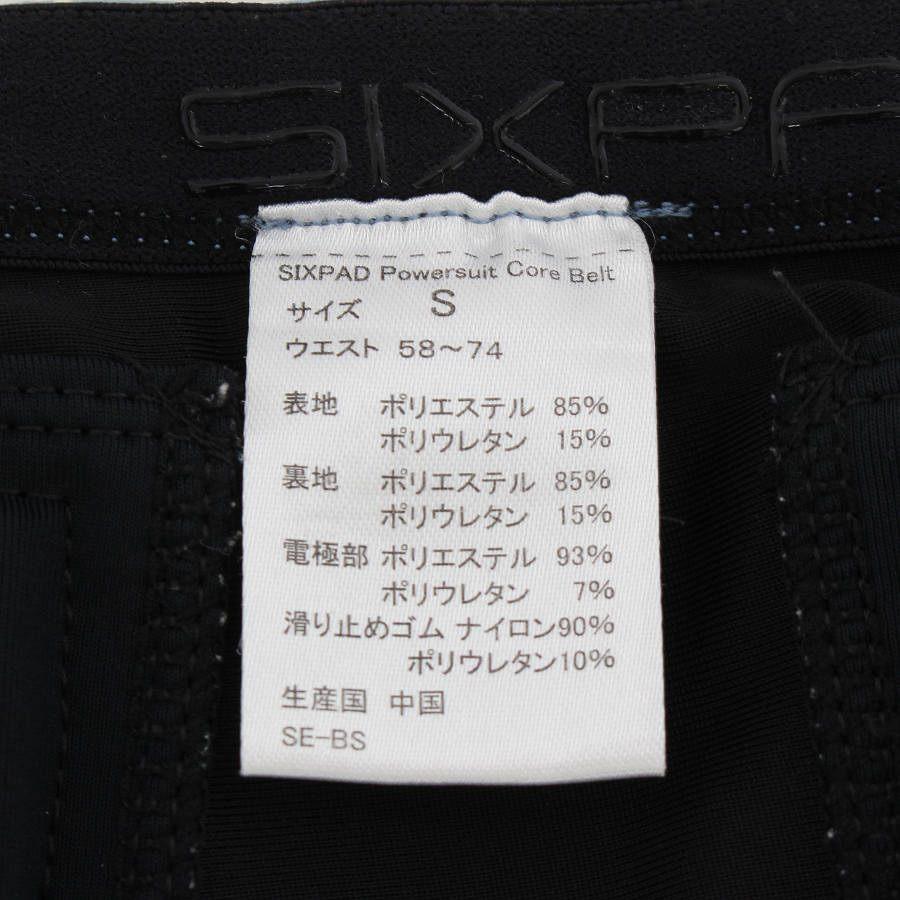 SIXPA
SIXPAD Powersuit Core Belt
サイズ S
ウエスト 58～74
表地 ポリエステル 85%
ポリウレタン 15%
裏地 ポリエステル 85%
ポリウレタン 15%
電極部 ポリエステル 93%
ポリウレタン 7%
滑り止めゴム ナイロン90%
ポリウレタン10%
生産国 中国
SE-BS